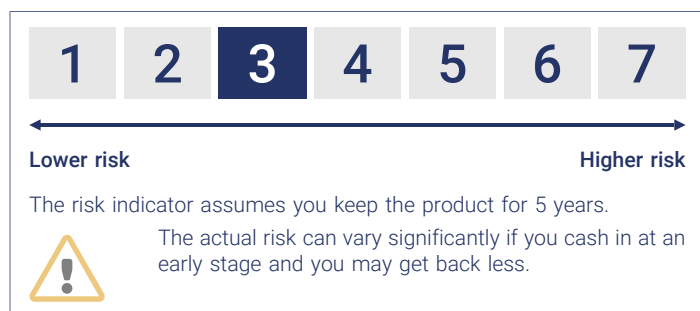 1 2 3 4 5 6 7
Lower risk Higher risk
The risk indicator assumes you keep the product for 5 years.
The actual risk can vary significantly if you cash in at an
early stage and you may get back less.